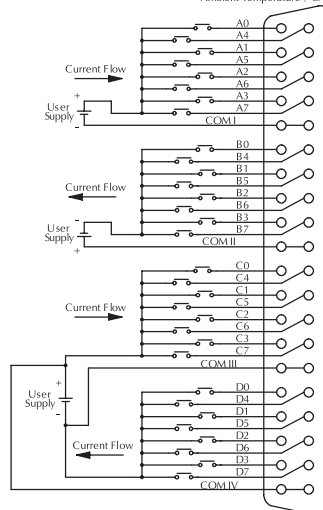 A0
A4
A1
A5
Current Flow
A2
A6
A3
+
User
Supply
A7
-
COM I
B0
B4
B1
B5
Current Flow
B2
B6
-
B3
User
Supply
B7
+
COM II
C0
C4
C1
C5
Current Flow
C2
C6
C3
C7
COM III
+
User
Supply
-
D0
D4
D1
D5
Current Flow
D2
D6
D3
D7
COM IV